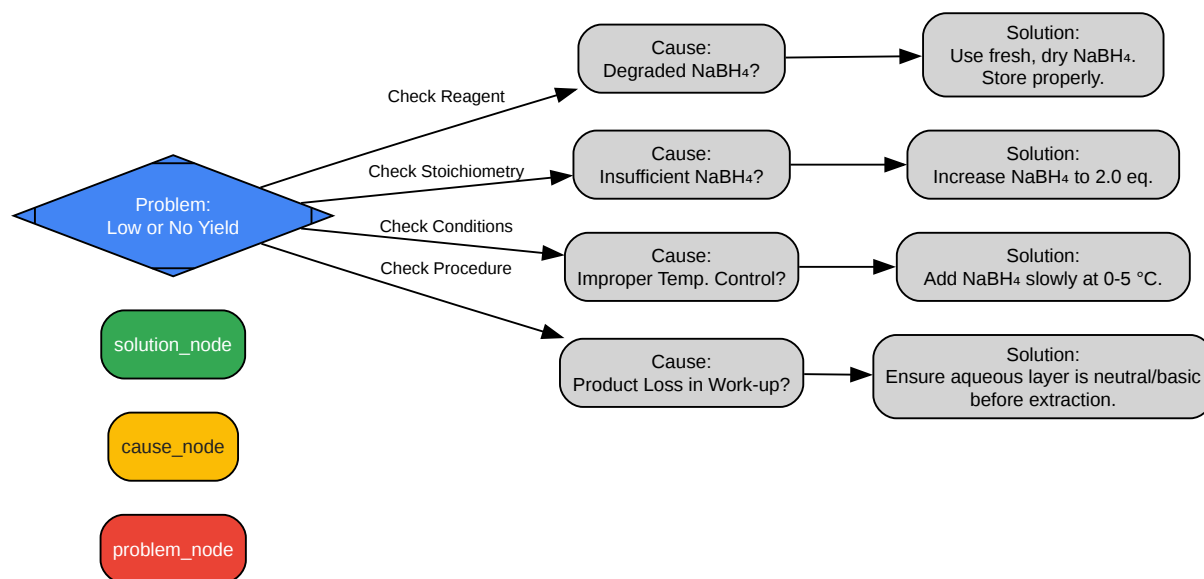 Problem:
Low or No Yield
Check Reagent
Check Stoichiometry
Check Conditions
Check Procedure
Cause:
Degraded NaBH₄?
Solution:
Use fresh, dry NaBH₄.
Store properly.
Cause:
Insufficient NaBH₄?
Solution:
Increase NaBH₄ to 2.0 eq.
Cause:
Improper Temp. Control?
Solution:
Add NaBH₄ slowly at 0-5 °C.
Cause:
Product Loss in Work-up?
Solution:
Ensure aqueous layer is neutral/basic
before extraction.
solution_node
cause_node
problem_node